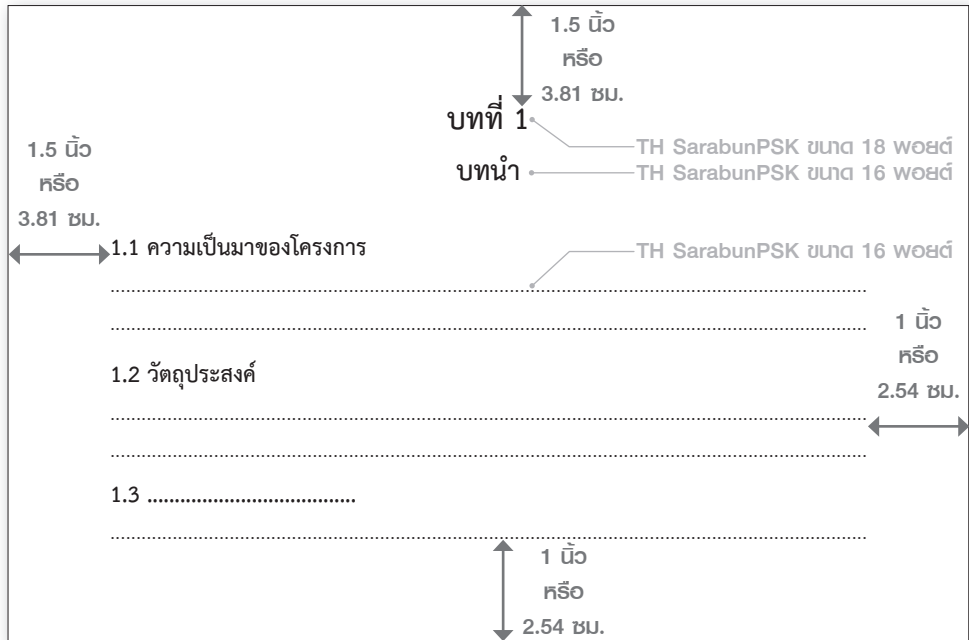 1.5 นิ้ว
หรือ
3.81 ซม.
บทที่ 1
TH SarabunPSK ขนาด 18 พอยต์
บทนำ
TH SarabunPSK ขนาด 16 พอยต์
1.5 นิ้ว
หรือ
3.81 ซม.
1.1 ความเป็นมาของโครงการ
TH SarabunPSK ขนาด 16 พอยต์
1 นิ้ว
หรือ
2.54 ซม.
1.2 วัตถุประสงค์
1.3 ...................................
1 นิ้ว
หรือ
2.54 ซม.